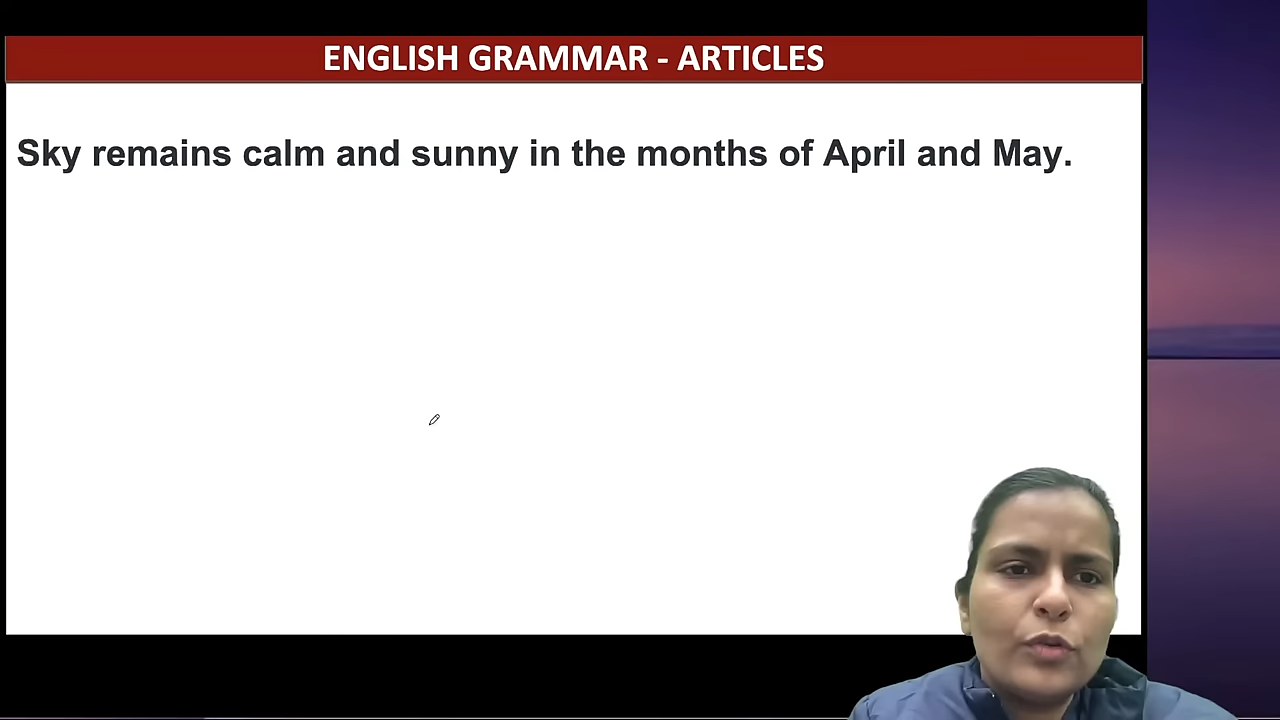 ENGLISH GRAMMAR - ARTICLES
Sky remains calm and sunny in the months of April and May.